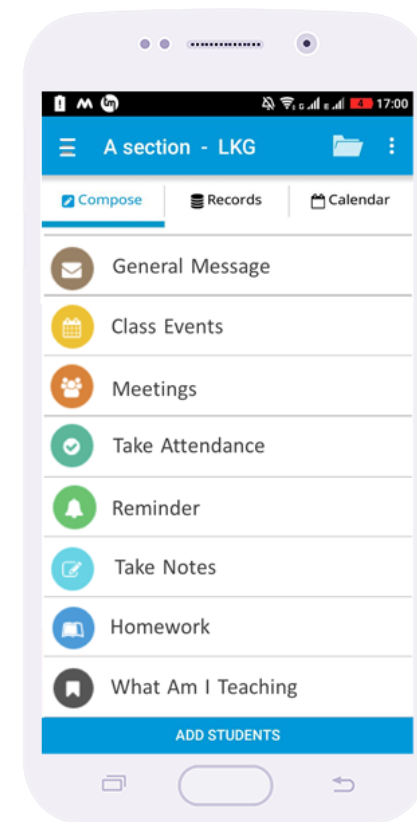 4 17:00
A section - LKG
Compose Records Calendar
General Message
Class Events
Meetings
Take Attendance
Reminder
Take Notes
Homework
What Am I Teaching
ADD STUDENTS